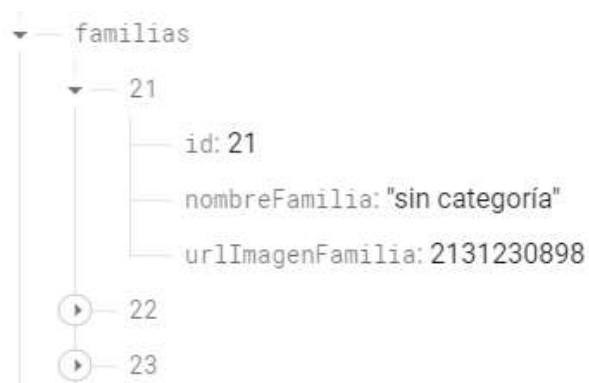 familias
21
id: 21
nombreFamilia: "sin categoría"
urlImagenFamilia: 2131230898
22
23